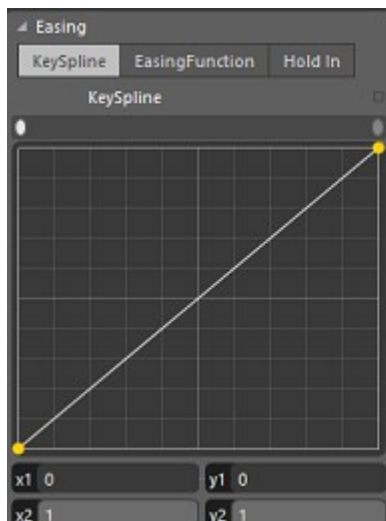 Easing
KeySpline EasingFunction Hold In
KeySpline
x1 0 y1 0
x2 1 y2 1